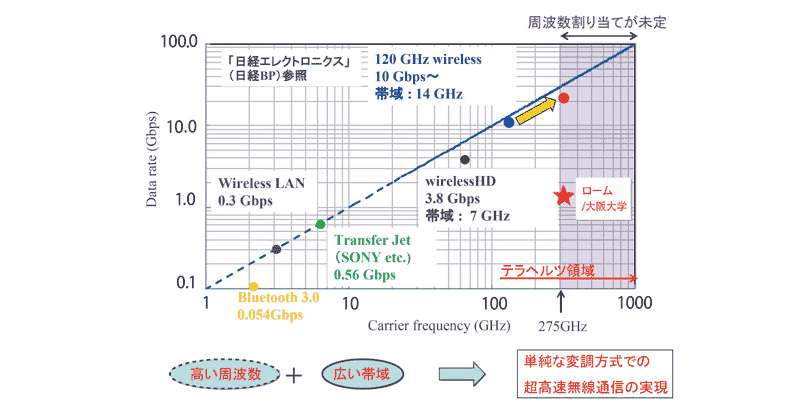 周波数割り当てが未定
100.0
10.0
1.0
0.1
Data rate (Gbps)
「日経エレクトロニクス」
(日経BP)参照
120 GHz wireless
10 Gbps～
帯域：14 GHz
Wireless LAN
0.3 Gbps
wirelessHD
3.8 Gbps
帯域： 7 GHz
ローム
/大阪大学
Transfer Jet
（SONY etc.)
0.56 Gbps
テラヘルツ領域
Bluetooth 3.0
0.054Gbps
1
10
100
1000
Carrier frequency (GHz)
275GHz
高い周波数
+
広い帯域
単純な変調方式での
超高速無線通信の実現